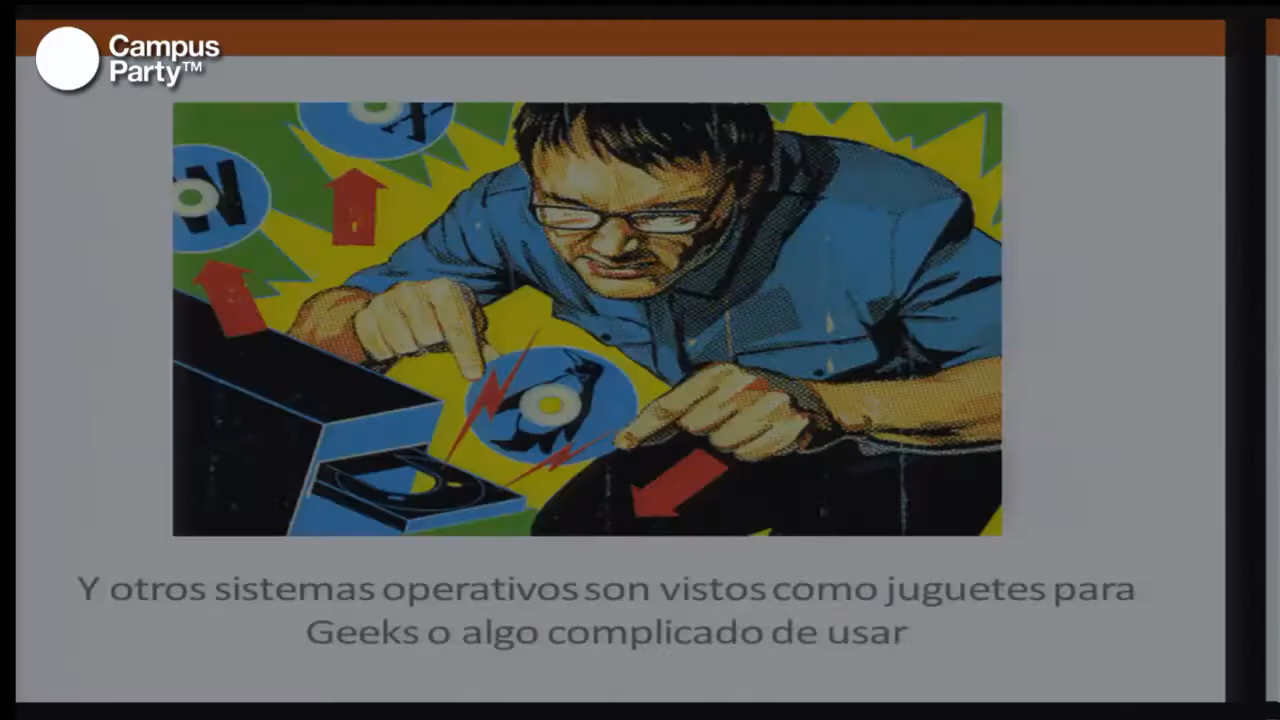 Campus
Party™
N
X
Y otros sistemas operativos son vistos como juguetes para
Geeks o algo complicado de usar